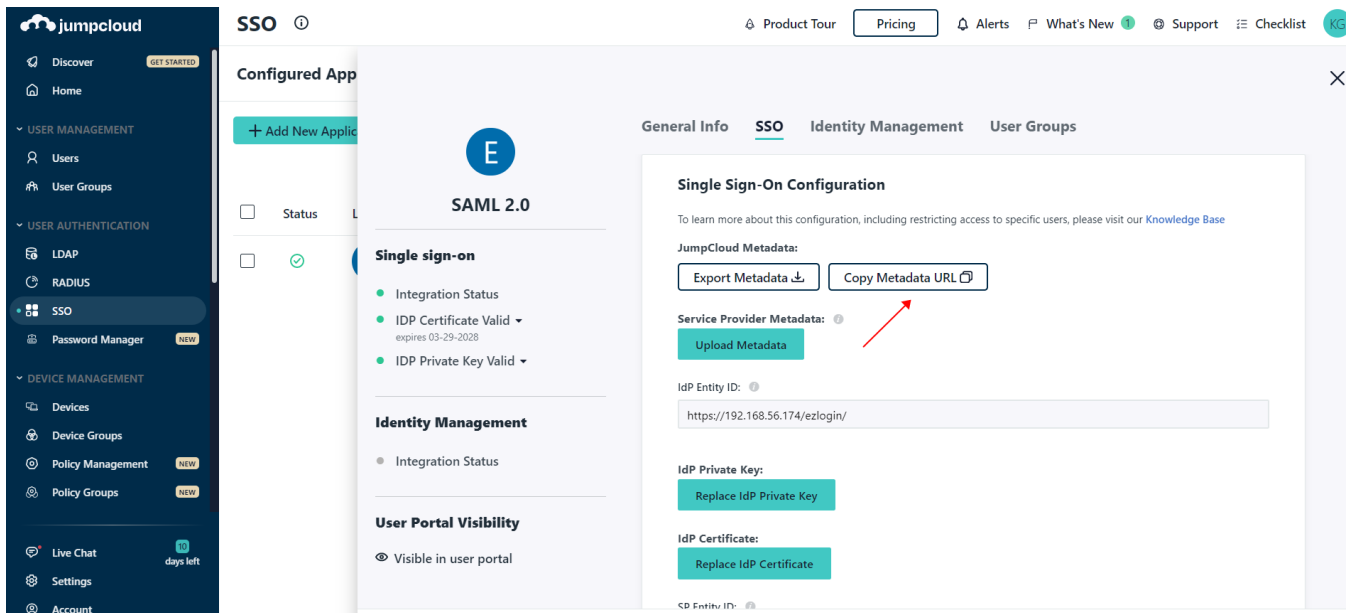 jumpcloud
Discover GET STARTED
Home
USER MANAGEMENT
Users
User Groups
USER AUTHENTICATION
LDAP
RADIUS
SSO
Password Manager NEW
DEVICE MANAGEMENT
Devices
Device Groups
Policy Management NEW
Policy Groups NEW
Live Chat 10 days left
Settings
Account
SSO
Product Tour Pricing Alerts What's New 1 Support Checklist KG
Configured App
+ Add New Applic
Status L
E
SAML 2.0
Single sign-on
Integration Status
IDP Certificate Valid
expires 03-29-2028
IDP Private Key Valid
Identity Management
Integration Status
User Portal Visibility
Visible in user portal
General Info SSO Identity Management User Groups
Single Sign-On Configuration
To learn more about this configuration, including restricting access to specific users, please visit our Knowledge Base
JumpCloud Metadata:
Export Metadata Copy Metadata URL
Service Provider Metadata:
Upload Metadata
IdP Entity ID:
https://192.168.56.174/ezlogin/
IdP Private Key:
Replace IdP Private Key
IdP Certificate:
Replace IdP Certificate
SP Entity ID: